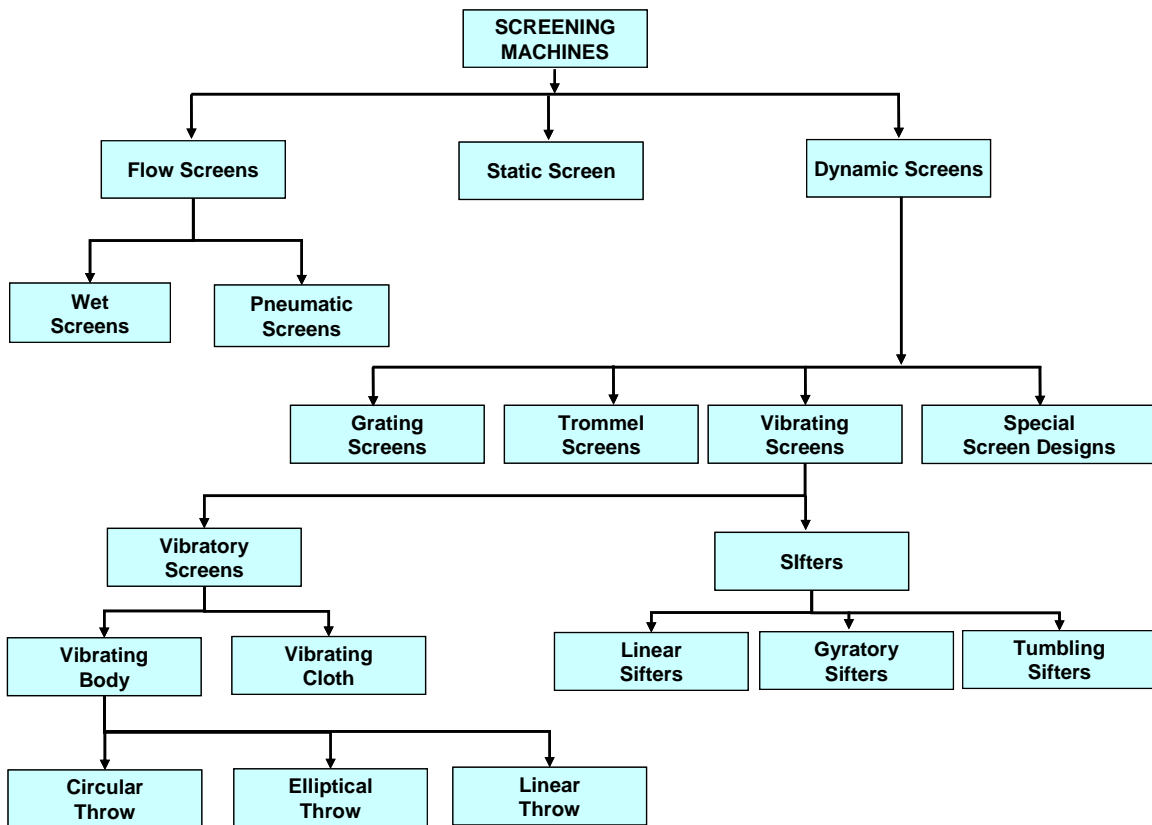 SCREENING
MACHINES
Flow Screens
Static Screen
Dynamic Screens
Wet
Screens
Pneumatic
Screens
Grating
Screens
Trommel
Screens
Vibrating
Screens
Special
Screen Designs
Vibratory
Screens
SIfters
Vibrating
Body
Vibrating
Cloth
Linear
Sifters
Gyratory
Sifters
Tumbling
Sifters
Circular
Throw
Elliptical
Throw
Linear
Throw